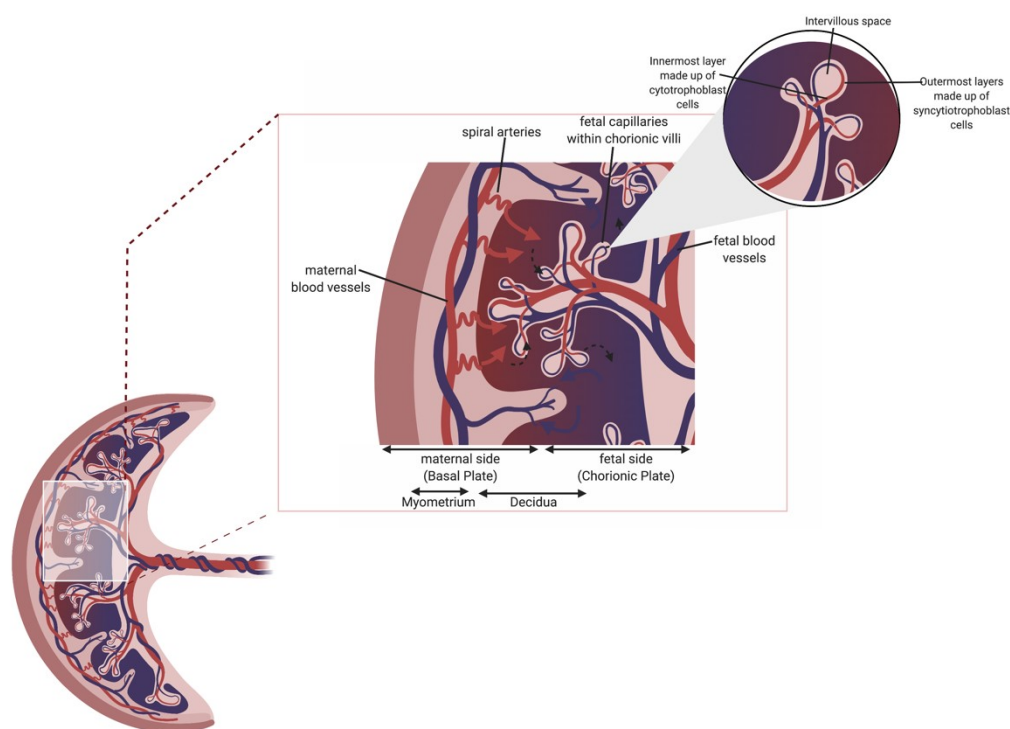 Intervillous space
Innermost layer
made up of
cytotrophoblast
cells
Outermost layers
made up of
syncytiotrophoblast
cells
spiral arteries
fetal capillaries
within chorionic villi
maternal
blood vessels
fetal blood
vessels
maternal side
(Basal Plate)
fetal side
(Chorionic Plate)
Myometrium
Decidua